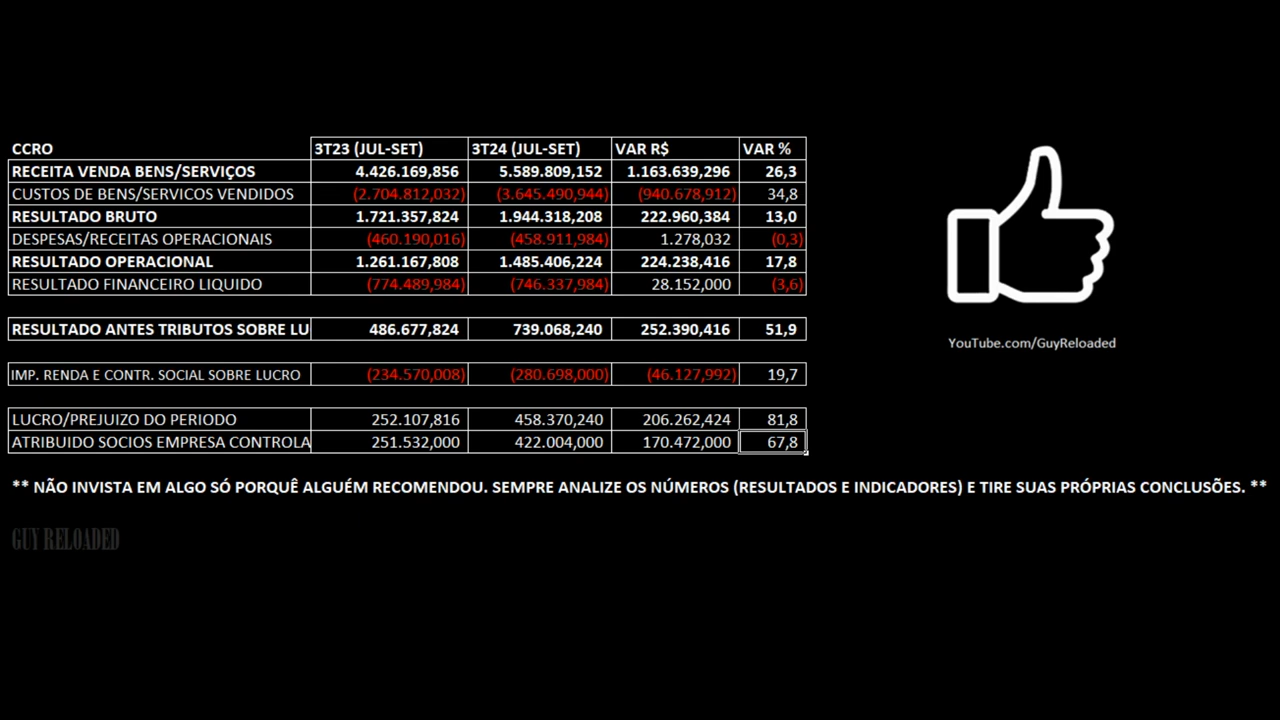 CCRO 3T23 (JUL-SET) 3T24 (JUL-SET) VAR R$ VAR %
RECEITA VENDA BENS/SERVIÇOS 4.426.169,856 5.589.809,152 1.163.639,296 26,3
CUSTOS DE BENS/SERVICOS VENDIDOS (2.704.812,032) (3.645.490,944) (940.678,912) 34,8
RESULTADO BRUTO 1.721.357,824 1.944.318,208 222.960,384 13,0
DESPESAS/RECEITAS OPERACIONAIS (460.190,016) (458.911,984) 1.278,032 (0,3)
RESULTADO OPERACIONAL 1.261.167,808 1.485.406,224 224.238,416 17,8
RESULTADO FINANCEIRO LIQUIDO (774.489,984) (746.337,984) 28.152,000 (3,6)
RESULTADO ANTES TRIBUTOS SOBRE LU 486.677,824 739.068,240 252.390,416 51,9
IMP. RENDA E CONTR. SOCIAL SOBRE LUCRO (234.570,008) (280.698,000) (46.127,992) 19,7
LUCRO/PREJUIZO DO PERIODO 252.107,816 458.370,240 206.262,424 81,8
ATRIBUIDO SOCIOS EMPRESA CONTROLA 251.532,000 422.004,000 170.472,000 67,8
YouTube.com/GuyReloaded
** NÃO INVISTA EM ALGO SÓ PORQUÊ ALGUÉM RECOMENDOU. SEMPRE ANALIZE OS NÚMEROS (RESULTADOS E INDICADORES) E TIRE SUAS PRÓPRIAS CONCLUSÕES. **
GUY RELOADED